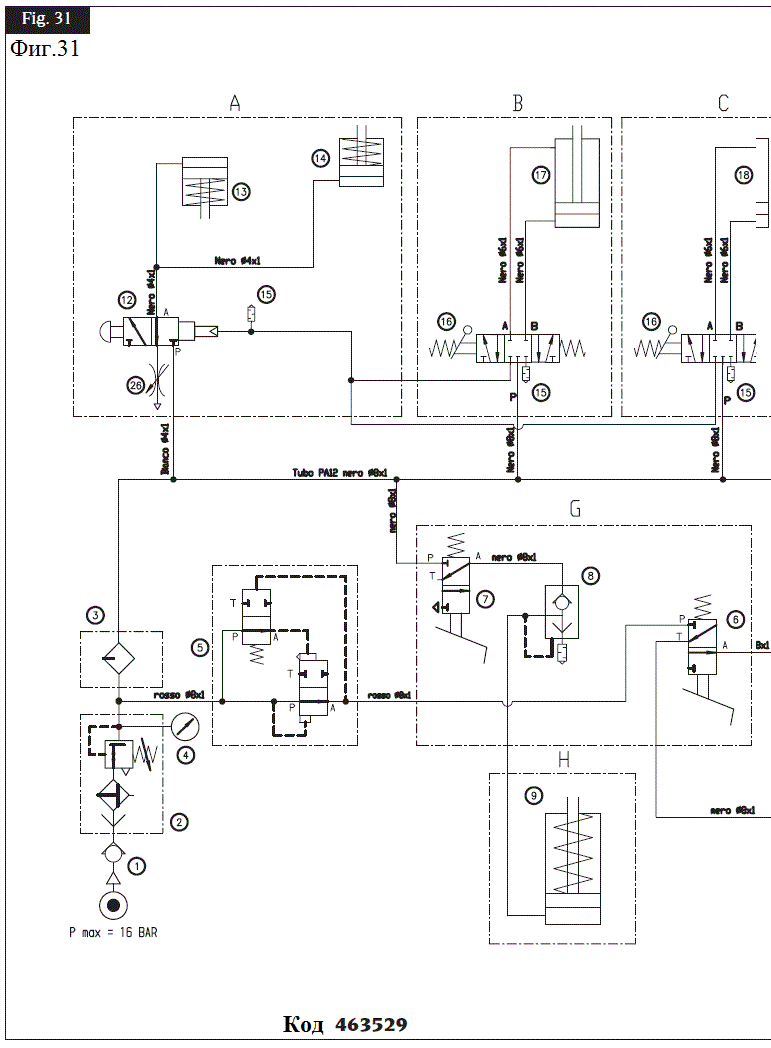 Fig. 31
Фиг.31
A
B
C
14
13
17
18
Nero Ø4x1
Nero Ø4x1
Nero Ø6x1
Nero Ø6x1
Nero Ø6x1
Nero Ø6x1
12
A
15
16
A
B
16
A
B
P
26
15
15
P
P
Bianco Ø4x1
Nero Ø8x1
Nero Ø8x1
Tubo PA12 nero Ø8x1
nero Ø8x1
G
P
A
nero Ø8x1
T
7
8
3
5
T
P
A
T
P
A
P
6
T
A
8x1
rosso Ø8x1
rosso Ø8x1
4
H
2
9
nero Ø8x1
1
P max = 16 BAR
Код 463529